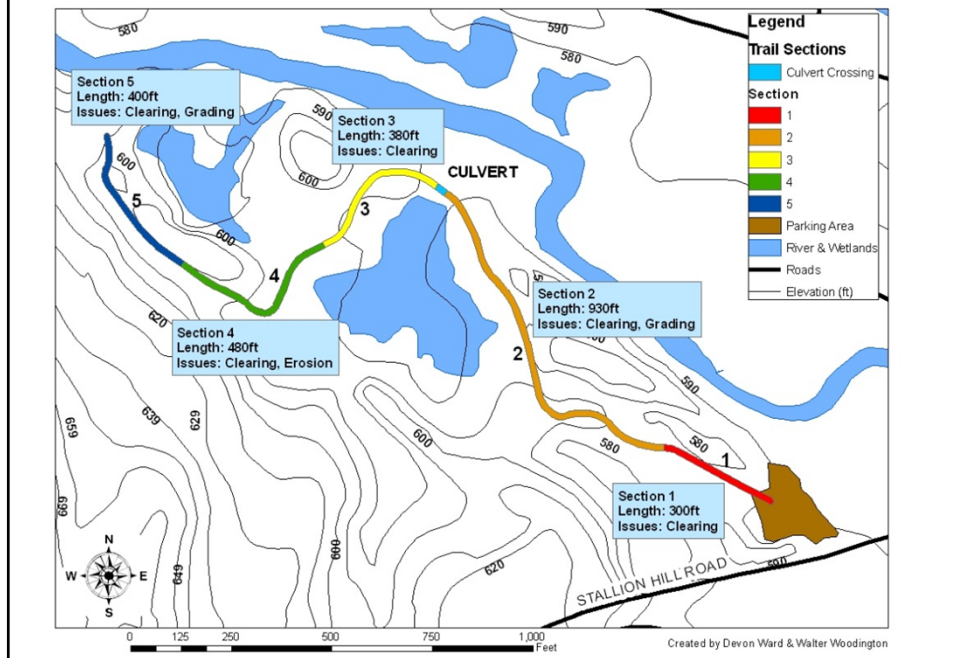 580
590
580
Legend
Trail Sections
Culvert Crossing
Section
1
2
3
4
5
Parking Area
River & Wetlands
Roads
Elevation (ft)
Section 5
Length: 400ft
Issues: Clearing, Grading
590
Section 3
Length: 380ft
Issues: Clearing
CULVERT
600
600
5
3
600
4
Section 2
Length: 930ft
Issues: Clearing, Grading
620
Section 4
Length: 480ft
Issues: Clearing, Erosion
2
590
659
639
629
600
580
580
1
Section 1
Length: 300ft
Issues: Clearing
669
649
600
620
STALLION HILL ROAD
N
W
E
S
0 125 250 500 750 1,000
Feet
Created by Devon Ward & Walter Woodington